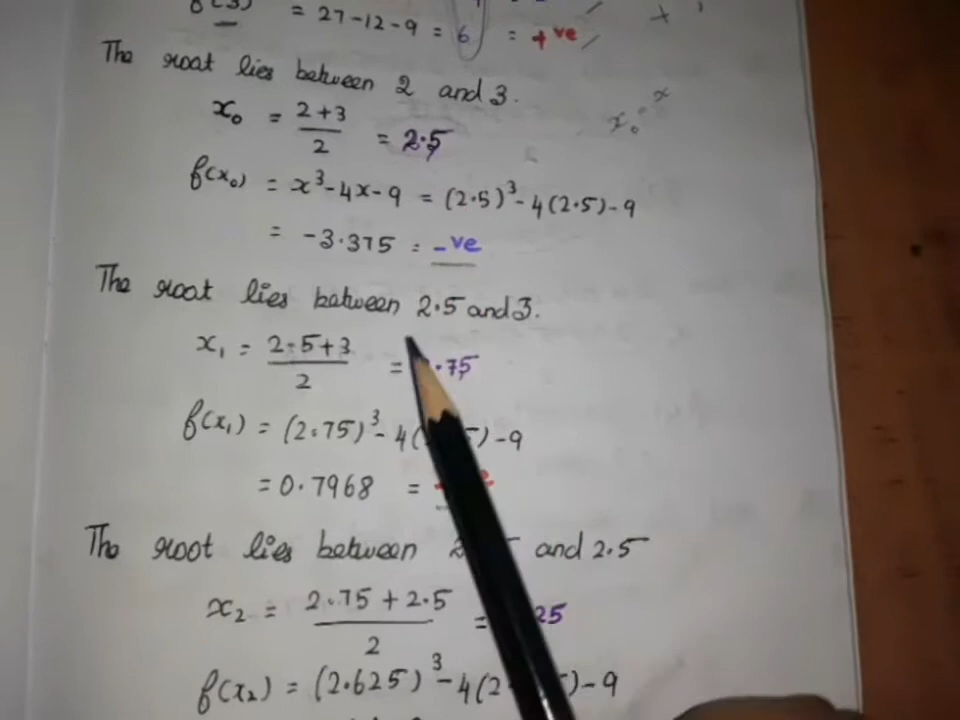 = 27-12-9 = 6 = +ve
The root lies between 2 and 3.
x₀ = 2+3/2 = 2.5
f(x₀) = x³-4x-9 = (2.5)³-4(2.5)-9
= -3.375 = -ve
The root lies between 2.5 and 3.
x₁ = 2.5+3/2 = .75
f(x₁) = (2.75)³-4( 5)-9
= 0.7968 =
The root lies between and 2.5
x₂ = 2.75+2.5/2 = 25
f(x₂) = (2.625)³-4(2 )-9